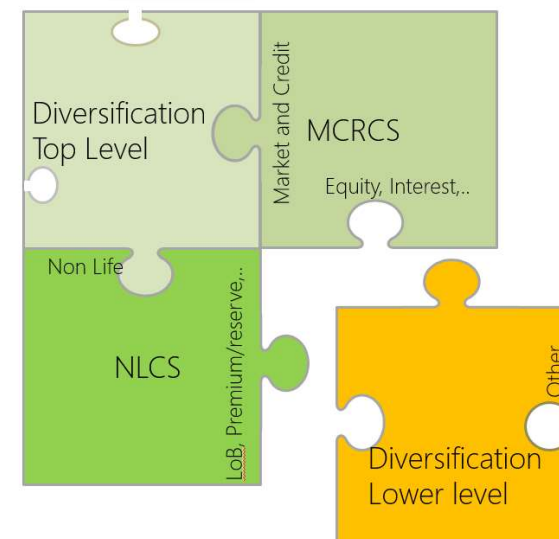 Diversification
Top Level
Market and Credit
MCRCS
Equity, Interest,..
Non Life
NLCS
LoB, Premium/reserve,..
Other
Diversification
Lower level